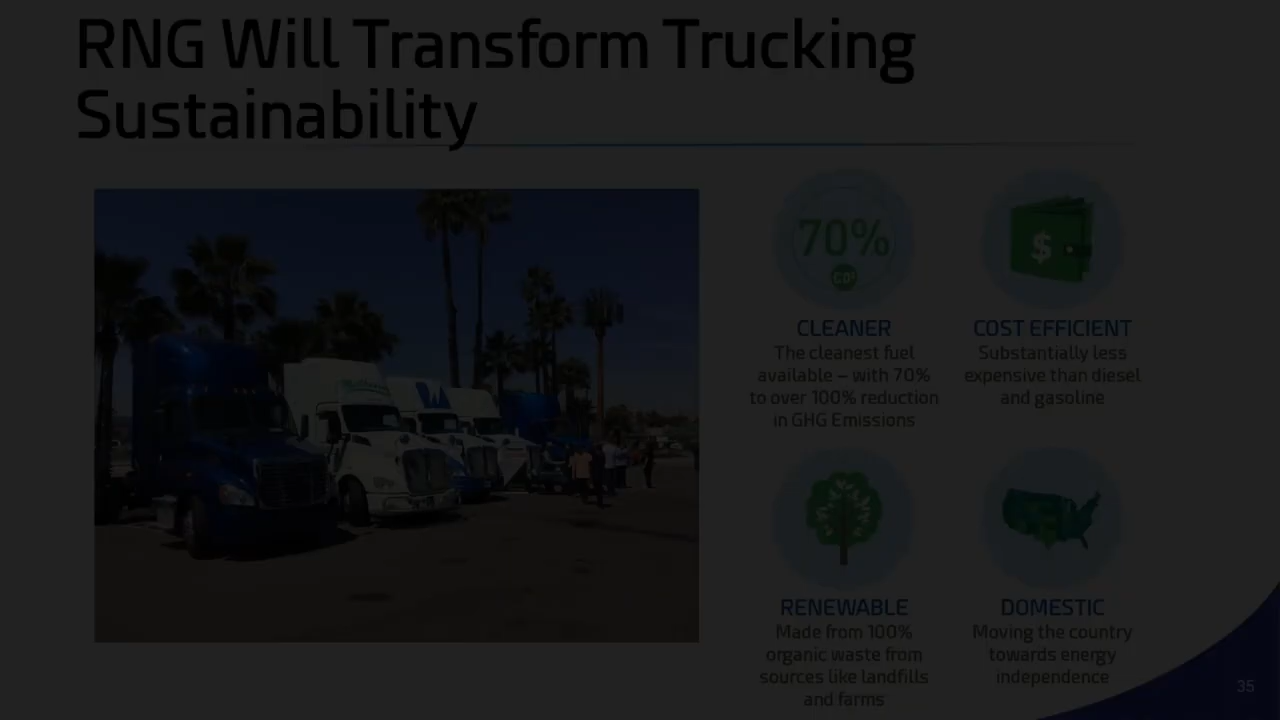 RNG Will Transform Trucking
Sustainability
70%
CLEANER
The cleanest fuel
available – with 70%
to over 100% reduction
in GHG Emissions
$
COST EFFICIENT
Substantially less
expensive than diesel
and gasoline
RENEWABLE
Made from 100%
organic waste from
sources like landfills
and farms
DOMESTIC
Moving the country
towards energy
independence
35